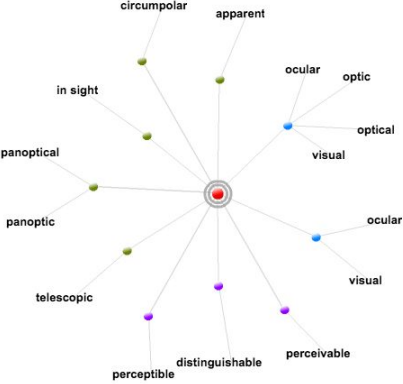 circumpolar
apparent
ocular
optic
in sight
optical
visual
panoptical
panoptic
ocular
visual
telescopic
perceptible
distinguishable
perceivable